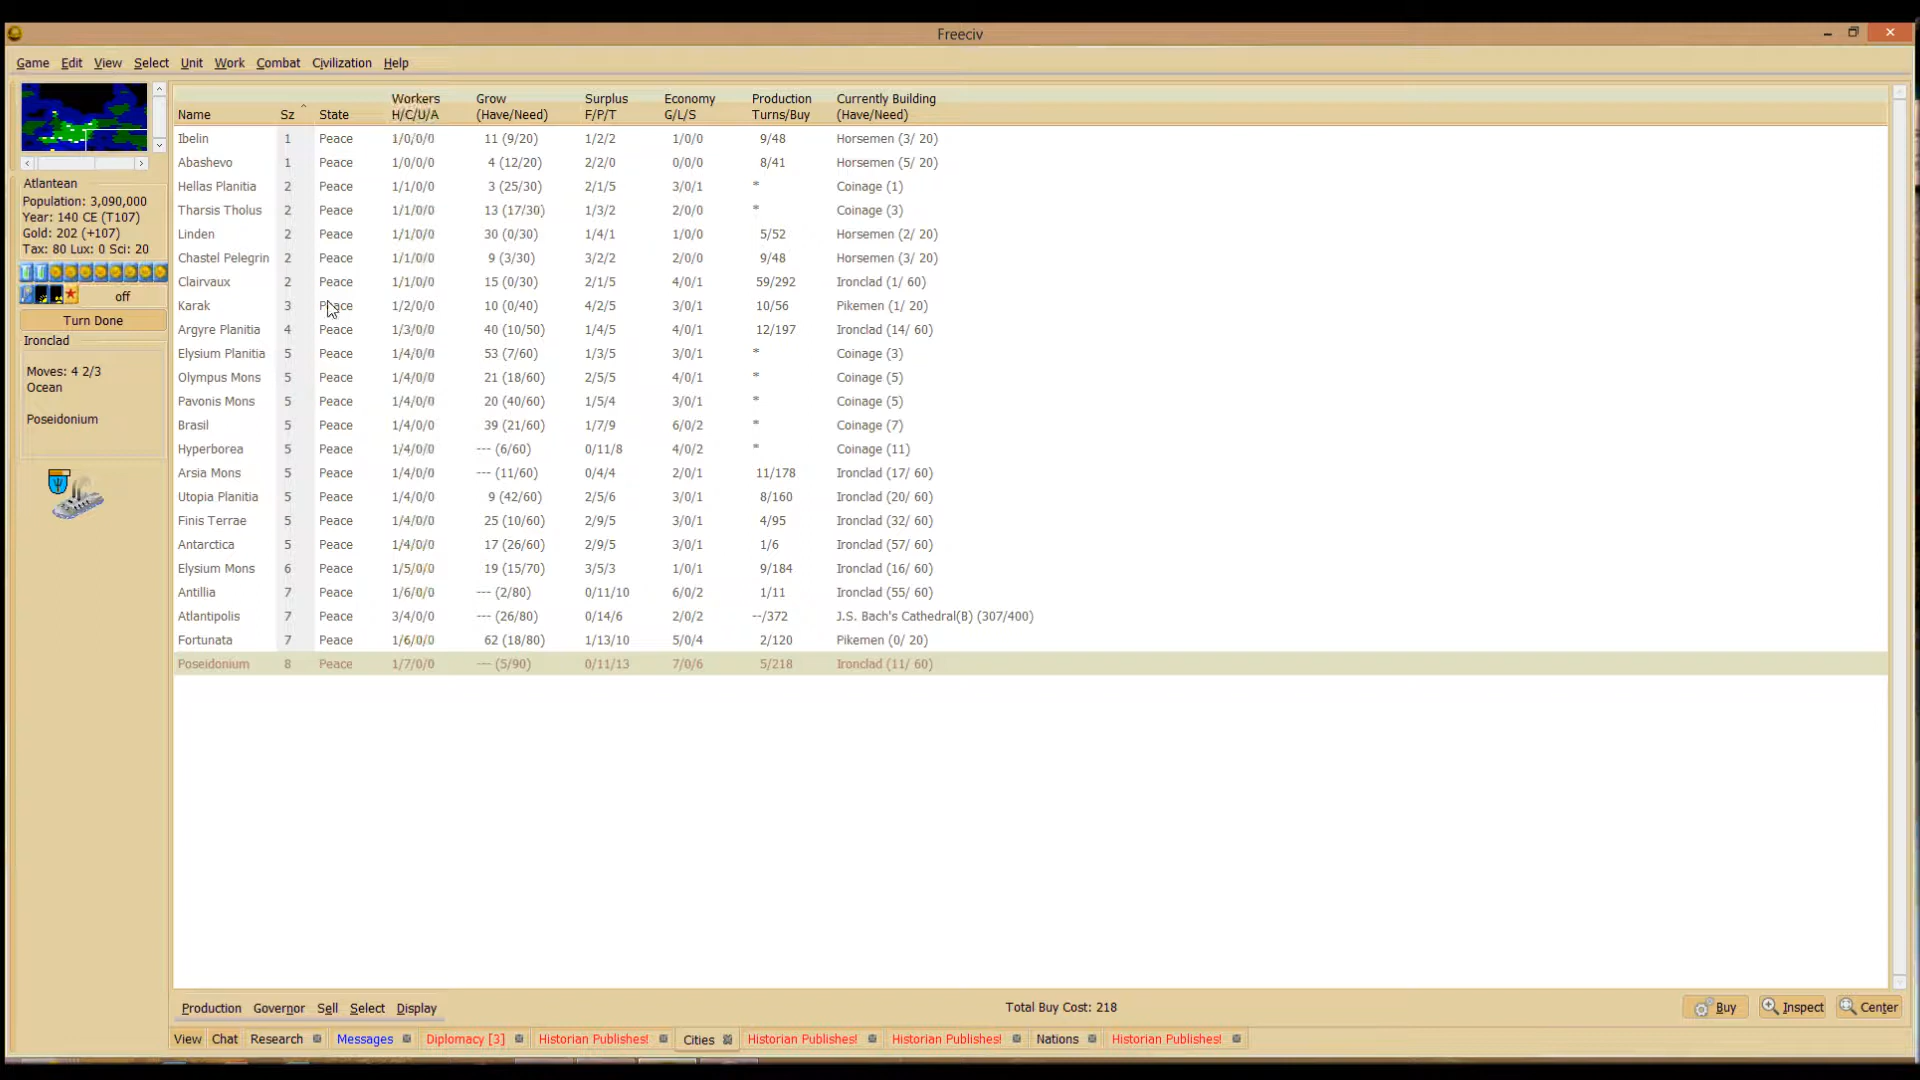 Freeciv
Game Edit View Select Unit Work Combat Civilization Help
Atlantean
Population: 3,090,000
Year: 140 CE (T107)
Gold: 202 (+107)
Tax: 80 Lux: 0 Sci: 20
off
Turn Done
Ironclad
Moves: 4 2/3
Ocean
Poseidonium
Workers Grow Surplus Economy Production Currently Building
Name Sz State H/C/U/A (Have/Need) F/P/T G/L/S Turns/Buy (Have/Need)
Ibelin 1 Peace 1/0/0/0 11 (9/20) 1/2/2 1/0/0 9/48 Horsemen (3/ 20)
Abashevo 1 Peace 1/0/0/0 4 (12/20) 2/2/0 0/0/0 8/41 Horsemen (5/ 20)
Hellas Planitia 2 Peace 1/1/0/0 3 (25/30) 2/1/5 3/0/1 * Coinage (1)
Tharsis Tholus 2 Peace 1/1/0/0 13 (17/30) 1/3/2 2/0/0 * Coinage (3)
Linden 2 Peace 1/1/0/0 30 (0/30) 1/4/1 1/0/0 5/52 Horsemen (2/ 20)
Chastel Pelegrin 2 Peace 1/1/0/0 9 (3/30) 3/2/2 2/0/0 9/48 Horsemen (3/ 20)
Clairvaux 2 Peace 1/1/0/0 15 (0/30) 2/1/5 4/0/1 59/292 Ironclad (1/ 60)
Karak 3 Peace 1/2/0/0 10 (0/40) 4/2/5 3/0/1 10/56 Pikemen (1/ 20)
Argyre Planitia 4 Peace 1/3/0/0 40 (10/50) 1/4/5 4/0/1 12/197 Ironclad (14/ 60)
Elysium Planitia 5 Peace 1/4/0/0 53 (7/60) 1/3/5 3/0/1 * Coinage (3)
Olympus Mons 5 Peace 1/4/0/0 21 (18/60) 2/5/5 4/0/1 * Coinage (5)
Pavonis Mons 5 Peace 1/4/0/0 20 (40/60) 1/5/4 3/0/1 * Coinage (5)
Brasil 5 Peace 1/4/0/0 39 (21/60) 1/7/9 6/0/2 * Coinage (7)
Hyperborea 5 Peace 1/4/0/0 --- (6/60) 0/11/8 4/0/2 * Coinage (11)
Arsia Mons 5 Peace 1/4/0/0 --- (11/60) 0/4/4 2/0/1 11/178 Ironclad (17/ 60)
Utopia Planitia 5 Peace 1/4/0/0 9 (42/60) 2/5/6 3/0/1 8/160 Ironclad (20/ 60)
Finis Terrae 5 Peace 1/4/0/0 25 (10/60) 2/9/5 3/0/1 4/95 Ironclad (32/ 60)
Antarctica 5 Peace 1/4/0/0 17 (26/60) 2/9/5 3/0/1 1/6 Ironclad (57/ 60)
Elysium Mons 6 Peace 1/5/0/0 19 (15/70) 3/5/3 1/0/1 9/184 Ironclad (16/ 60)
Antillia 7 Peace 1/6/0/0 --- (2/80) 0/11/10 6/0/2 1/11 Ironclad (55/ 60)
Atlantipolis 7 Peace 3/4/0/0 --- (26/80) 0/14/6 2/0/2 --/372 J.S. Bach's Cathedral(B) (307/400)
Fortunata 7 Peace 1/6/0/0 62 (18/80) 1/13/10 5/0/4 2/120 Pikemen (0/ 20)
Poseidonium 8 Peace 1/7/0/0 --- (5/90) 0/11/13 7/0/6 5/218 Ironclad (11/ 60)
Production Governor Sell Select Display Total Buy Cost: 218 Buy Inspect Center
View Chat Research Messages Diplomacy [3] Historian Publishes! Cities Historian Publishes! Historian Publishes! Nations Historian Publishes!